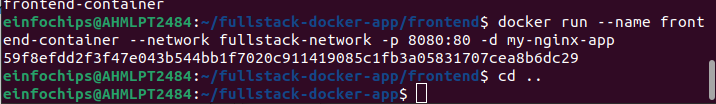 frontend-container
einfochips@AHMLPT2484:~/fullstack-docker-app/frontend$ docker run --name front
end-container --network fullstack-network -p 8080:80 -d my-nginx-app
59f8efdd2f3f47e043b544bb1f7020c911419085c1fb3a05831707cea8b6dc29
einfochips@AHMLPT2484:~/fullstack-docker-app/frontend$ cd ..
einfochips@AHMLPT2484:~/fullstack-docker-app$